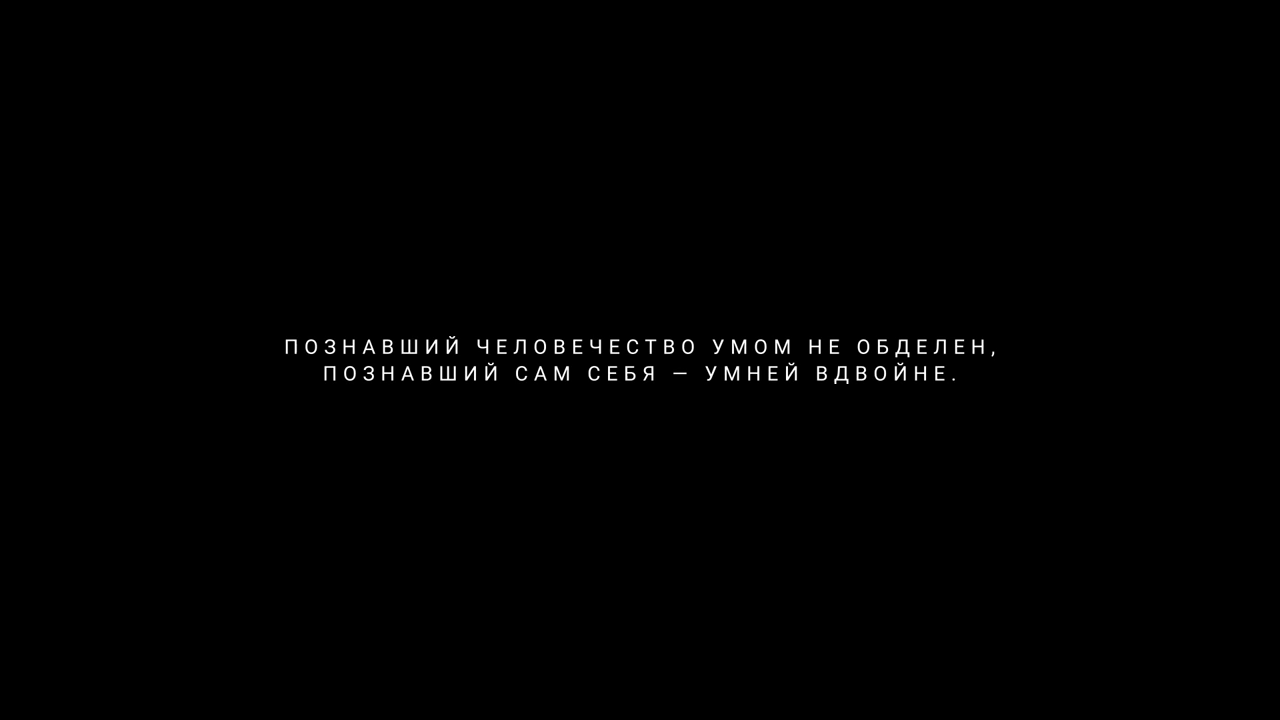 ПОЗНАВШИЙ ЧЕЛОВЕЧЕСТВО УМОМ НЕ ОБДЕЛЕН,
ПОЗНАВШИЙ САМ СЕБЯ — УМНЕЙ ВДВОЙНЕ.